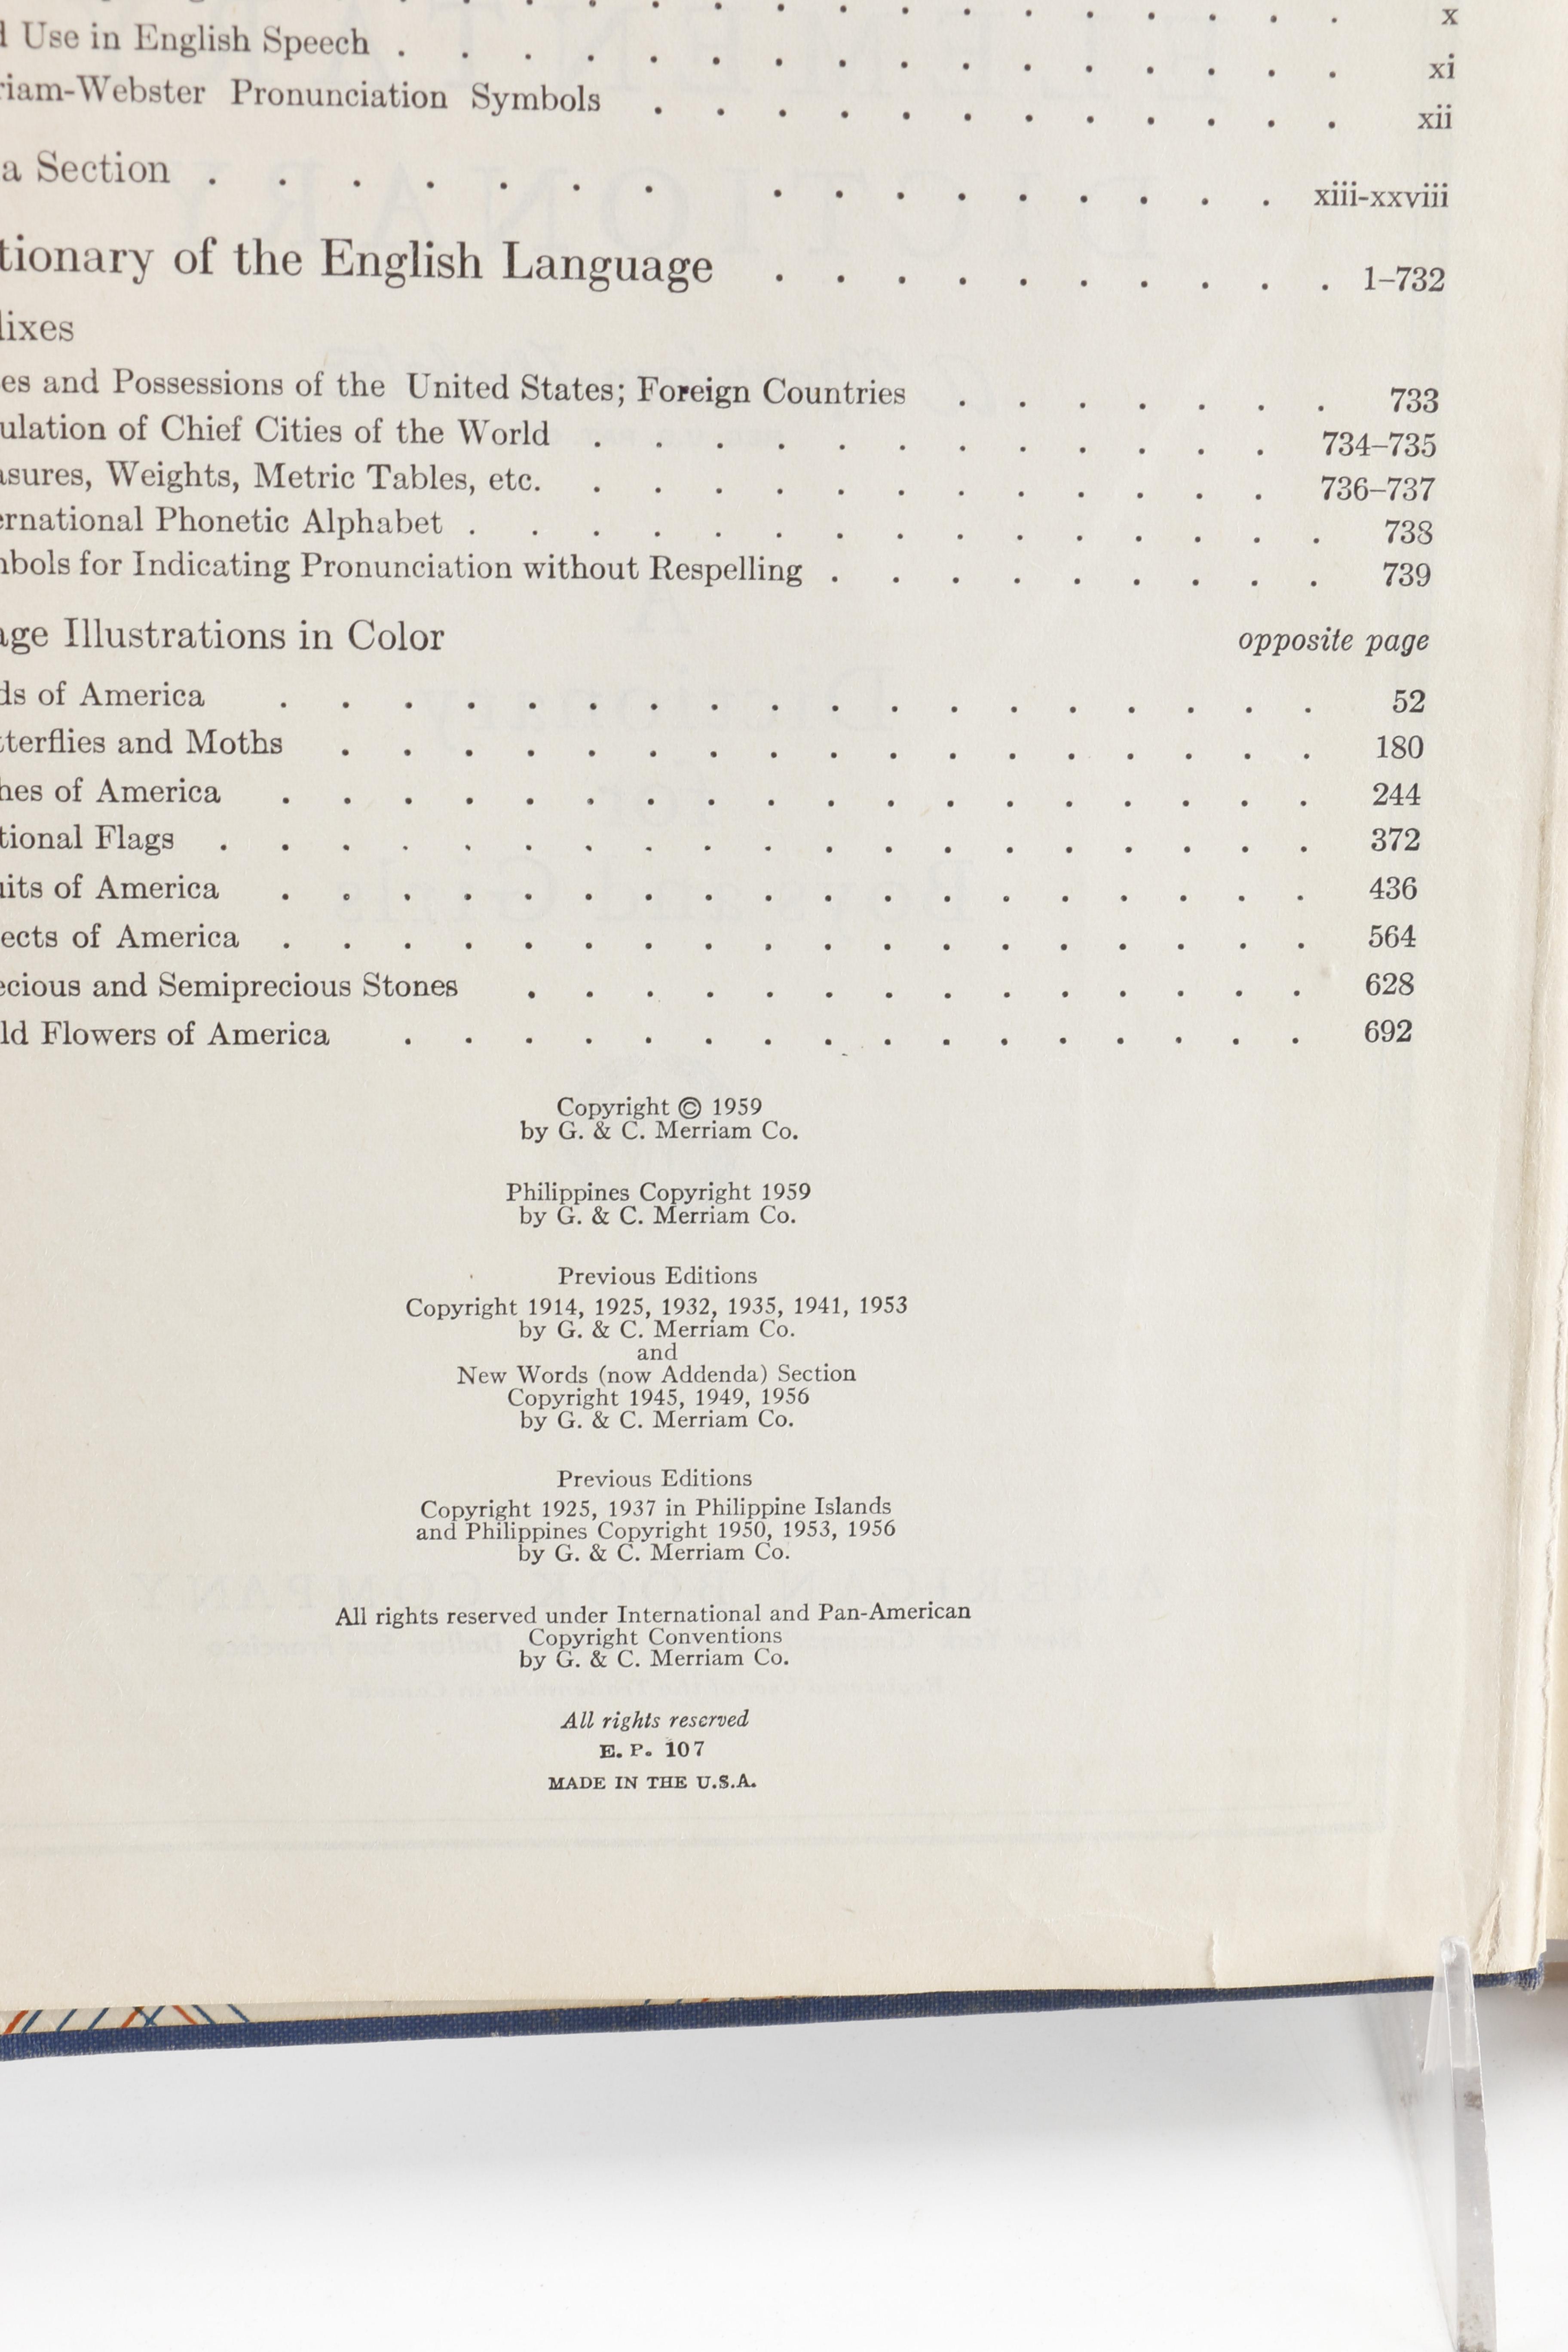 x
Use in English Speech . . . . . . . . . . . . . . . . xi
riam-Webster Pronunciation Symbols . . . . . . . . . . . . xii
a Section . . . . . . . . . . . . . . . . . xiii-xxviii
tionary of the English Language . . . . . . . . . . 1–732
lixes
es and Possessions of the United States; Foreign Countries . . . . . . . 733
ulation of Chief Cities of the World . . . . . . . . . . . . 734–735
asures, Weights, Metric Tables, etc. . . . . . . . . . . . . 736–737
ernational Phonetic Alphabet . . . . . . . . . . . . . . . 738
nbols for Indicating Pronunciation without Respelling . . . . . . . . . 739
age Illustrations in Color opposite page
ds of America . . . . . . . . . . . . . . . . . . 52
tterflies and Moths . . . . . . . . . . . . . . . . . 180
hes of America . . . . . . . . . . . . . . . . . . 244
tional Flags . . . . . . . . . . . . . . . . . . . 372
uits of America . . . . . . . . . . . . . . . . . . 436
ects of America . . . . . . . . . . . . . . . . . . 564
ecious and Semiprecious Stones . . . . . . . . . . . . . . 628
ld Flowers of America . . . . . . . . . . . . . . . . 692
Copyright © 1959
by G. & C. Merriam Co.
Philippines Copyright 1959
by G. & C. Merriam Co.
Previous Editions
Copyright 1914, 1925, 1932, 1935, 1941, 1953
by G. & C. Merriam Co.
and
New Words (now Addenda) Section
Copyright 1945, 1949, 1956
by G. & C. Merriam Co.
Previous Editions
Copyright 1925, 1937 in Philippine Islands
and Philippines Copyright 1950, 1953, 1956
by G. & C. Merriam Co.
All rights reserved under International and Pan-American
Copyright Conventions
by G. & C. Merriam Co.
All rights reserved
E. P. 107
MADE IN THE U.S.A.